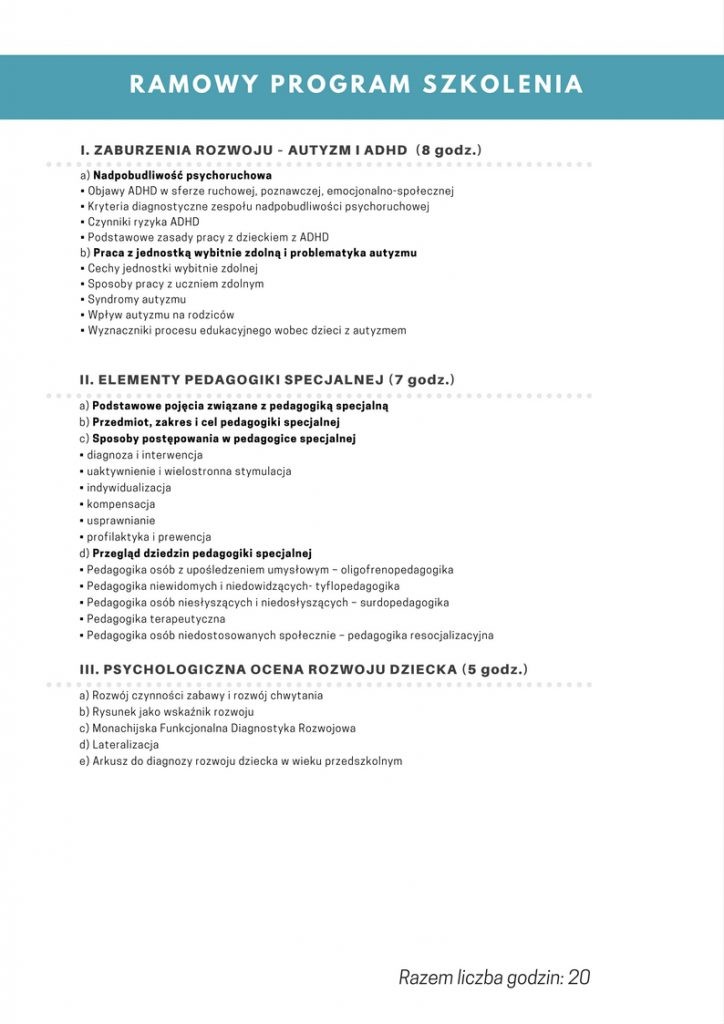 RAMOWY PROGRAM SZKOLENIA
I. ZABURZENIA ROZWOJU - AUTYZM I ADHD (8 godz.)
a) Nadpobudliwość psychoruchowa
▪ Objawy ADHD w sferze ruchowej, poznawczej, emocjonalno-społecznej
▪ Kryteria diagnostyczne zespołu nadpobudliwości psychoruchowej
▪ Czynniki ryzyka ADHD
▪ Podstawowe zasady pracy z dzieckiem z ADHD
b) Praca z jednostką wybitnie zdolną i problematyka autyzmu
▪ Cechy jednostki wybitnie zdolnej
▪ Sposoby pracy z uczniem zdolnym
▪ Syndromy autyzmu
▪ Wpływ autyzmu na rodziców
▪ Wyznaczniki procesu edukacyjnego wobec dzieci z autyzmem
II. ELEMENTY PEDAGOGIKI SPECJALNEJ (7 godz.)
a) Podstawowe pojęcia związane z pedagogiką specjalną
b) Przedmiot, zakres i cel pedagogiki specjalnej
c) Sposoby postępowania w pedagogice specjalnej
▪ diagnoza i interwencja
▪ uaktywnienie i wielostronna stymulacja
▪ indywidualizacja
▪ kompensacja
▪ usprawnianie
▪ profilaktyka i prewencja
d) Przegląd dziedzin pedagogiki specjalnej
▪ Pedagogika osób z upośledzeniem umysłowym – oligofrenopedagogika
▪ Pedagogika niewidomych i niedowidzących- tyflopedagogika
▪ Pedagogika osób niesłyszących i niedosłyszących – surdopedagogika
▪ Pedagogika terapeutyczna
▪ Pedagogika osób niedostosowanych społecznie – pedagogika resocjalizacyjna
III. PSYCHOLOGICZNA OCENA ROZWOJU DZIECKA (5 godz.)
a) Rozwój czynności zabawy i rozwój chwytania
b) Rysunek jako wskaźnik rozwoju
c) Monachijska Funkcjonalna Diagnostyka Rozwojowa
d) Lateralizacja
e) Arkusz do diagnozy rozwoju dziecka w wieku przedszkolnym
Razem liczba godzin: 20